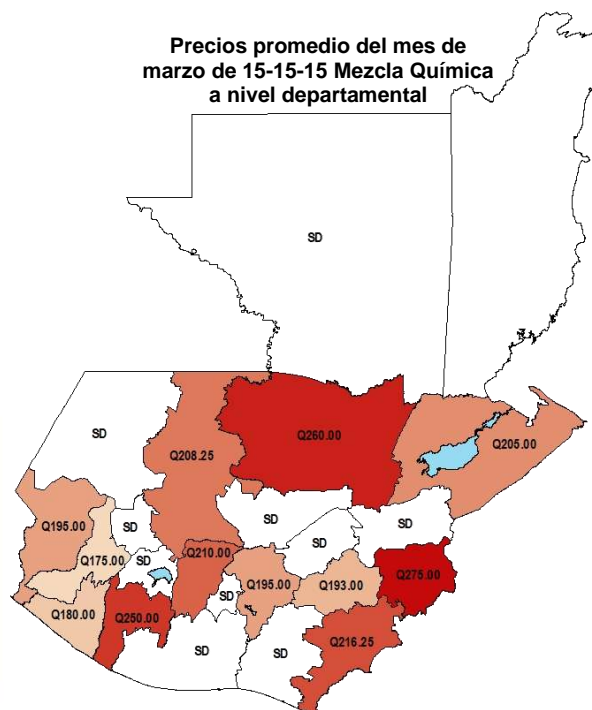 Precios promedio del mes de
marzo de 15-15-15 Mezcla Química
a nivel departamental
SD
SD
Q208.25
Q260.00
Q205.00
Q195.00
SD
SD
SD
SD
Q175.00
SD
Q210.00
Q275.00
Q180.00
Q250.00
SD
Q195.00
Q193.00
SD
SD
Q216.25